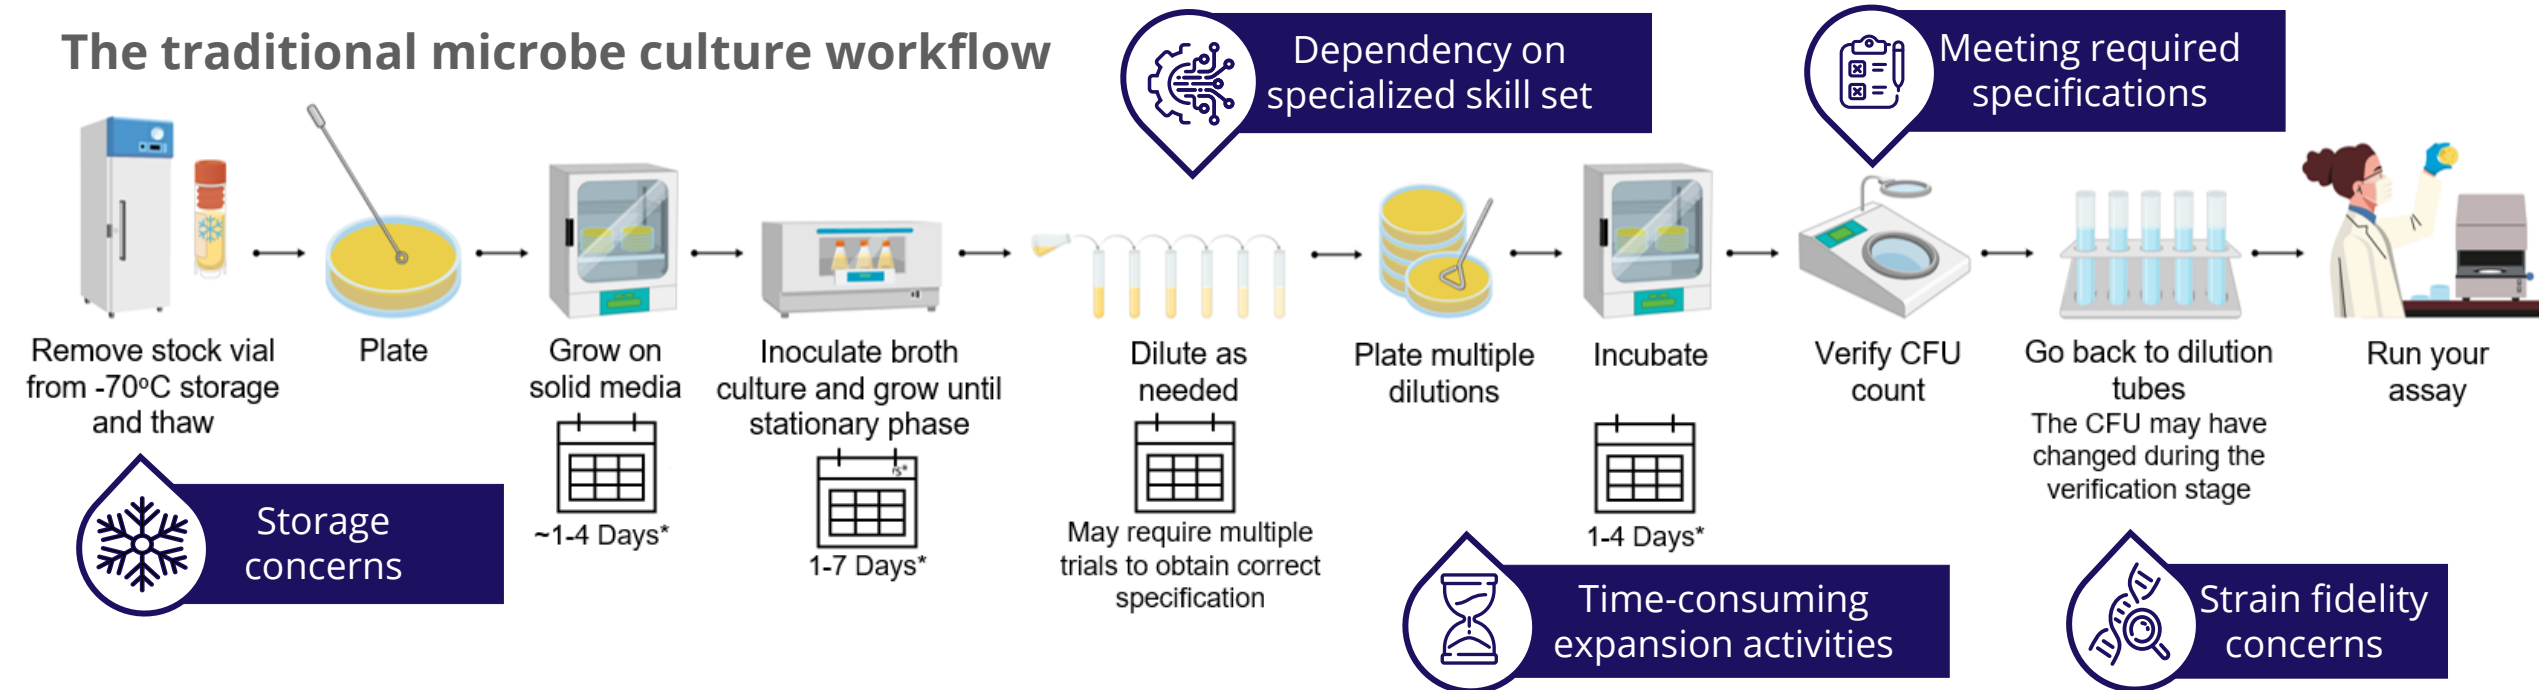 The traditional microbe culture workflow
Dependency on
specialized skill set
Meeting required
specifications
Remove stock vial
from -70ºC storage
and thaw
Plate
Grow on
solid media
~1-4 Days*
Inoculate broth
culture and grow until
stationary phase
rs*
1-7 Days*
Dilute as
needed
May require multiple
trials to obtain correct
specification
Plate multiple
dilutions
Incubate
1-4 Days*
Verify CFU
count
Go back to dilution
tubes
The CFU may have
changed during the
verification stage
Run your
assay
Storage
concerns
Time-consuming
expansion activities
Strain fidelity
concerns